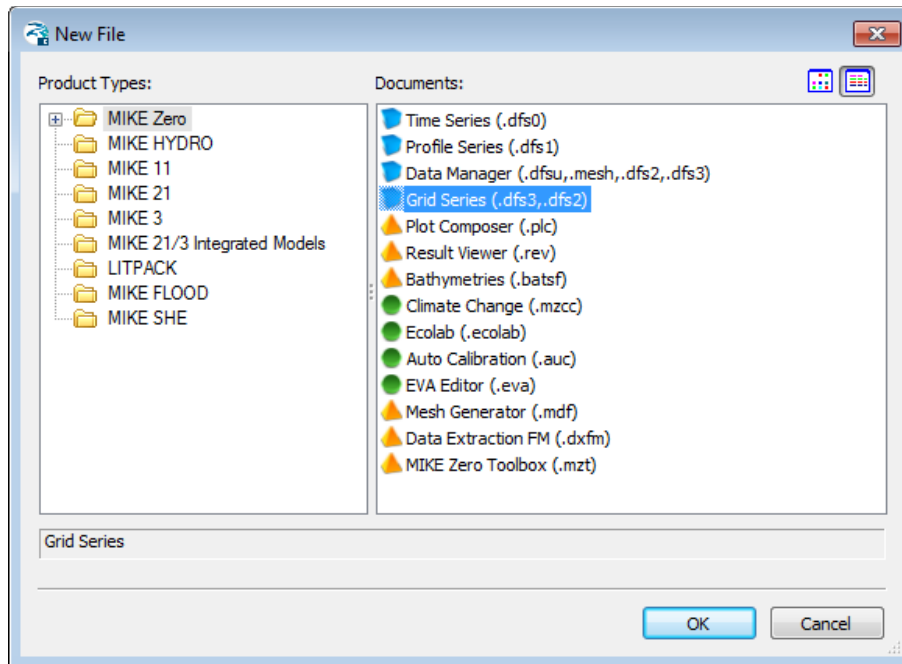 New File
Product Types:
MIKE Zero
MIKE HYDRO
MIKE 11
MIKE 21
MIKE 3
MIKE 21/3 Integrated Models
LITPACK
MIKE FLOOD
MIKE SHE
Documents:
Time Series (.dfs0)
Profile Series (.dfs1)
Data Manager (.dfsu,.mesh,.dfs2,.dfs3)
Grid Series (.dfs3,.dfs2)
Plot Composer (.plc)
Result Viewer (.rev)
Bathymetries (.batsf)
Climate Change (.mzcc)
Ecolab (.ecolab)
Auto Calibration (.auc)
EVA Editor (.eva)
Mesh Generator (.mdf)
Data Extraction FM (.dxfm)
MIKE Zero Toolbox (.mzt)
Grid Series
OK
Cancel